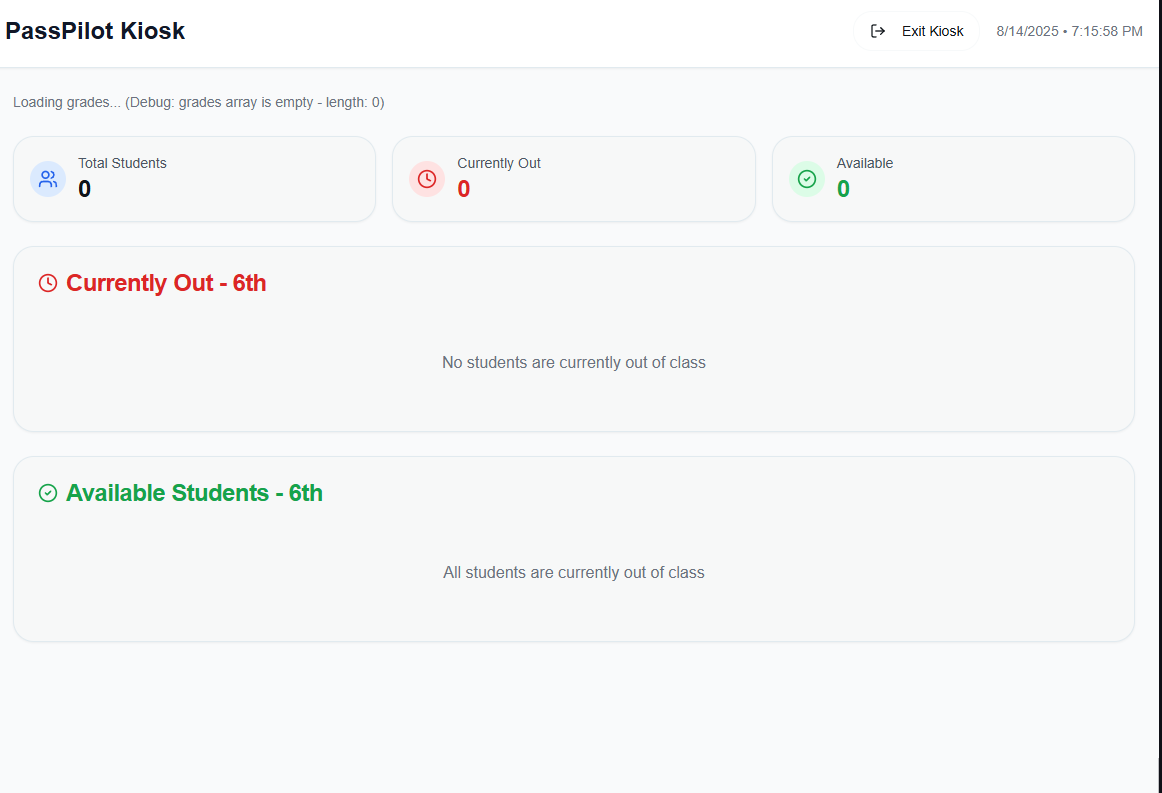 PassPilot Kiosk
Exit Kiosk
8/14/2025 • 7:15:58 PM
Loading grades... (Debug: grades array is empty - length: 0)
Total Students
0
Currently Out
0
Available
0
Currently Out - 6th
No students are currently out of class
Available Students - 6th
All students are currently out of class